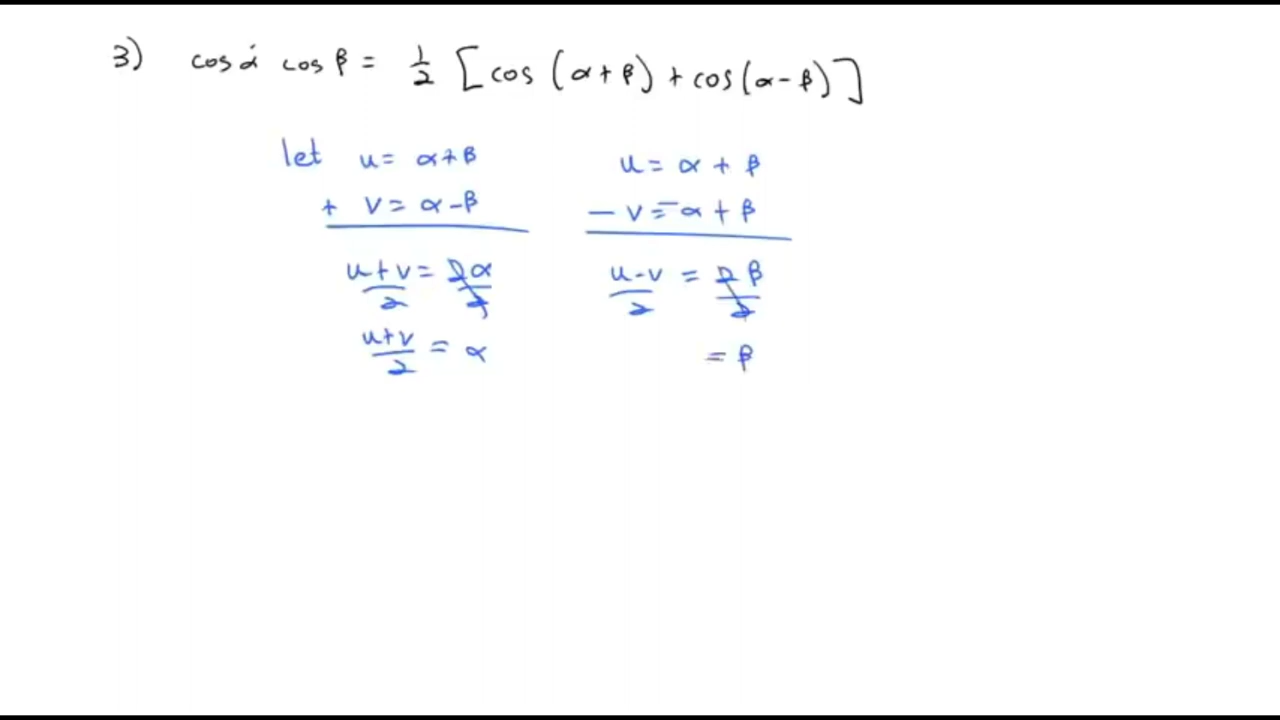 3) cos α cos β = 1/2 [cos (α+β) + cos(α-β)]
let u = α+β u = α + β
+ v = α-β - v = -α + β
u+v/2 = 2α/2 u-v/2 = 2β/2
u+v/2 = α = β